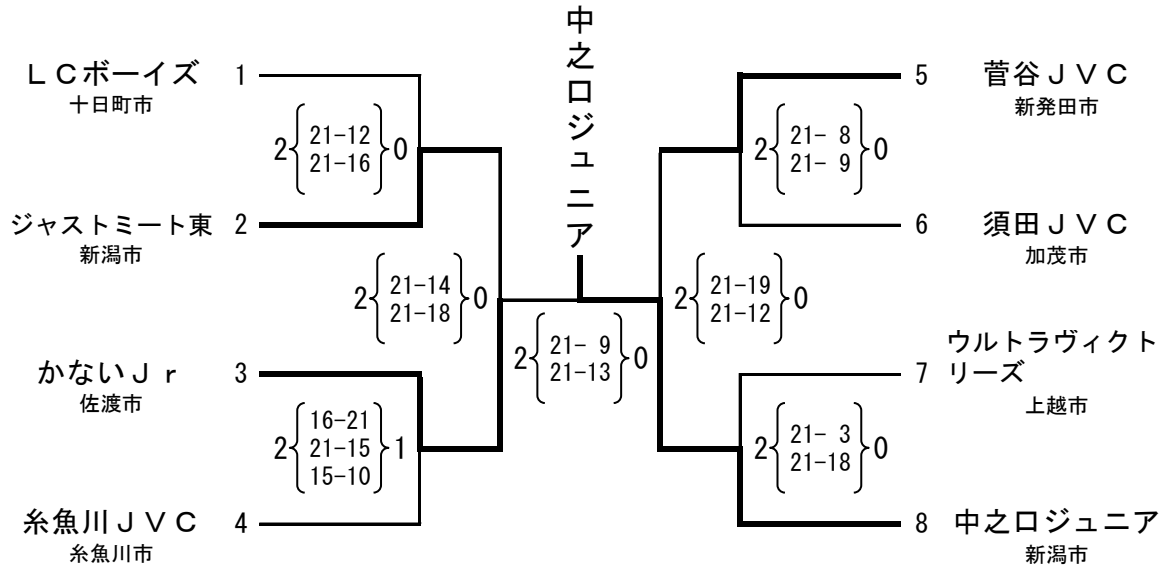 中之口ジュニア
ＬＣボーイズ 1
十日町市
2 21-12 0
21-16
ジャストミート東 2
新潟市
2 21-14 0
21-18
かないＪｒ 3
佐渡市
2 16-21 1
21-15
15-10
糸魚川ＪＶＣ 4
糸魚川市
2 21- 9 0
21-13
5 菅谷ＪＶＣ
新発田市
2 21- 8 0
21- 9
6 須田ＪＶＣ
加茂市
2 21-19 0
21-12
7 ウルトラヴィクト
リーズ
上越市
2 21- 3 0
21-18
8 中之口ジュニア
新潟市